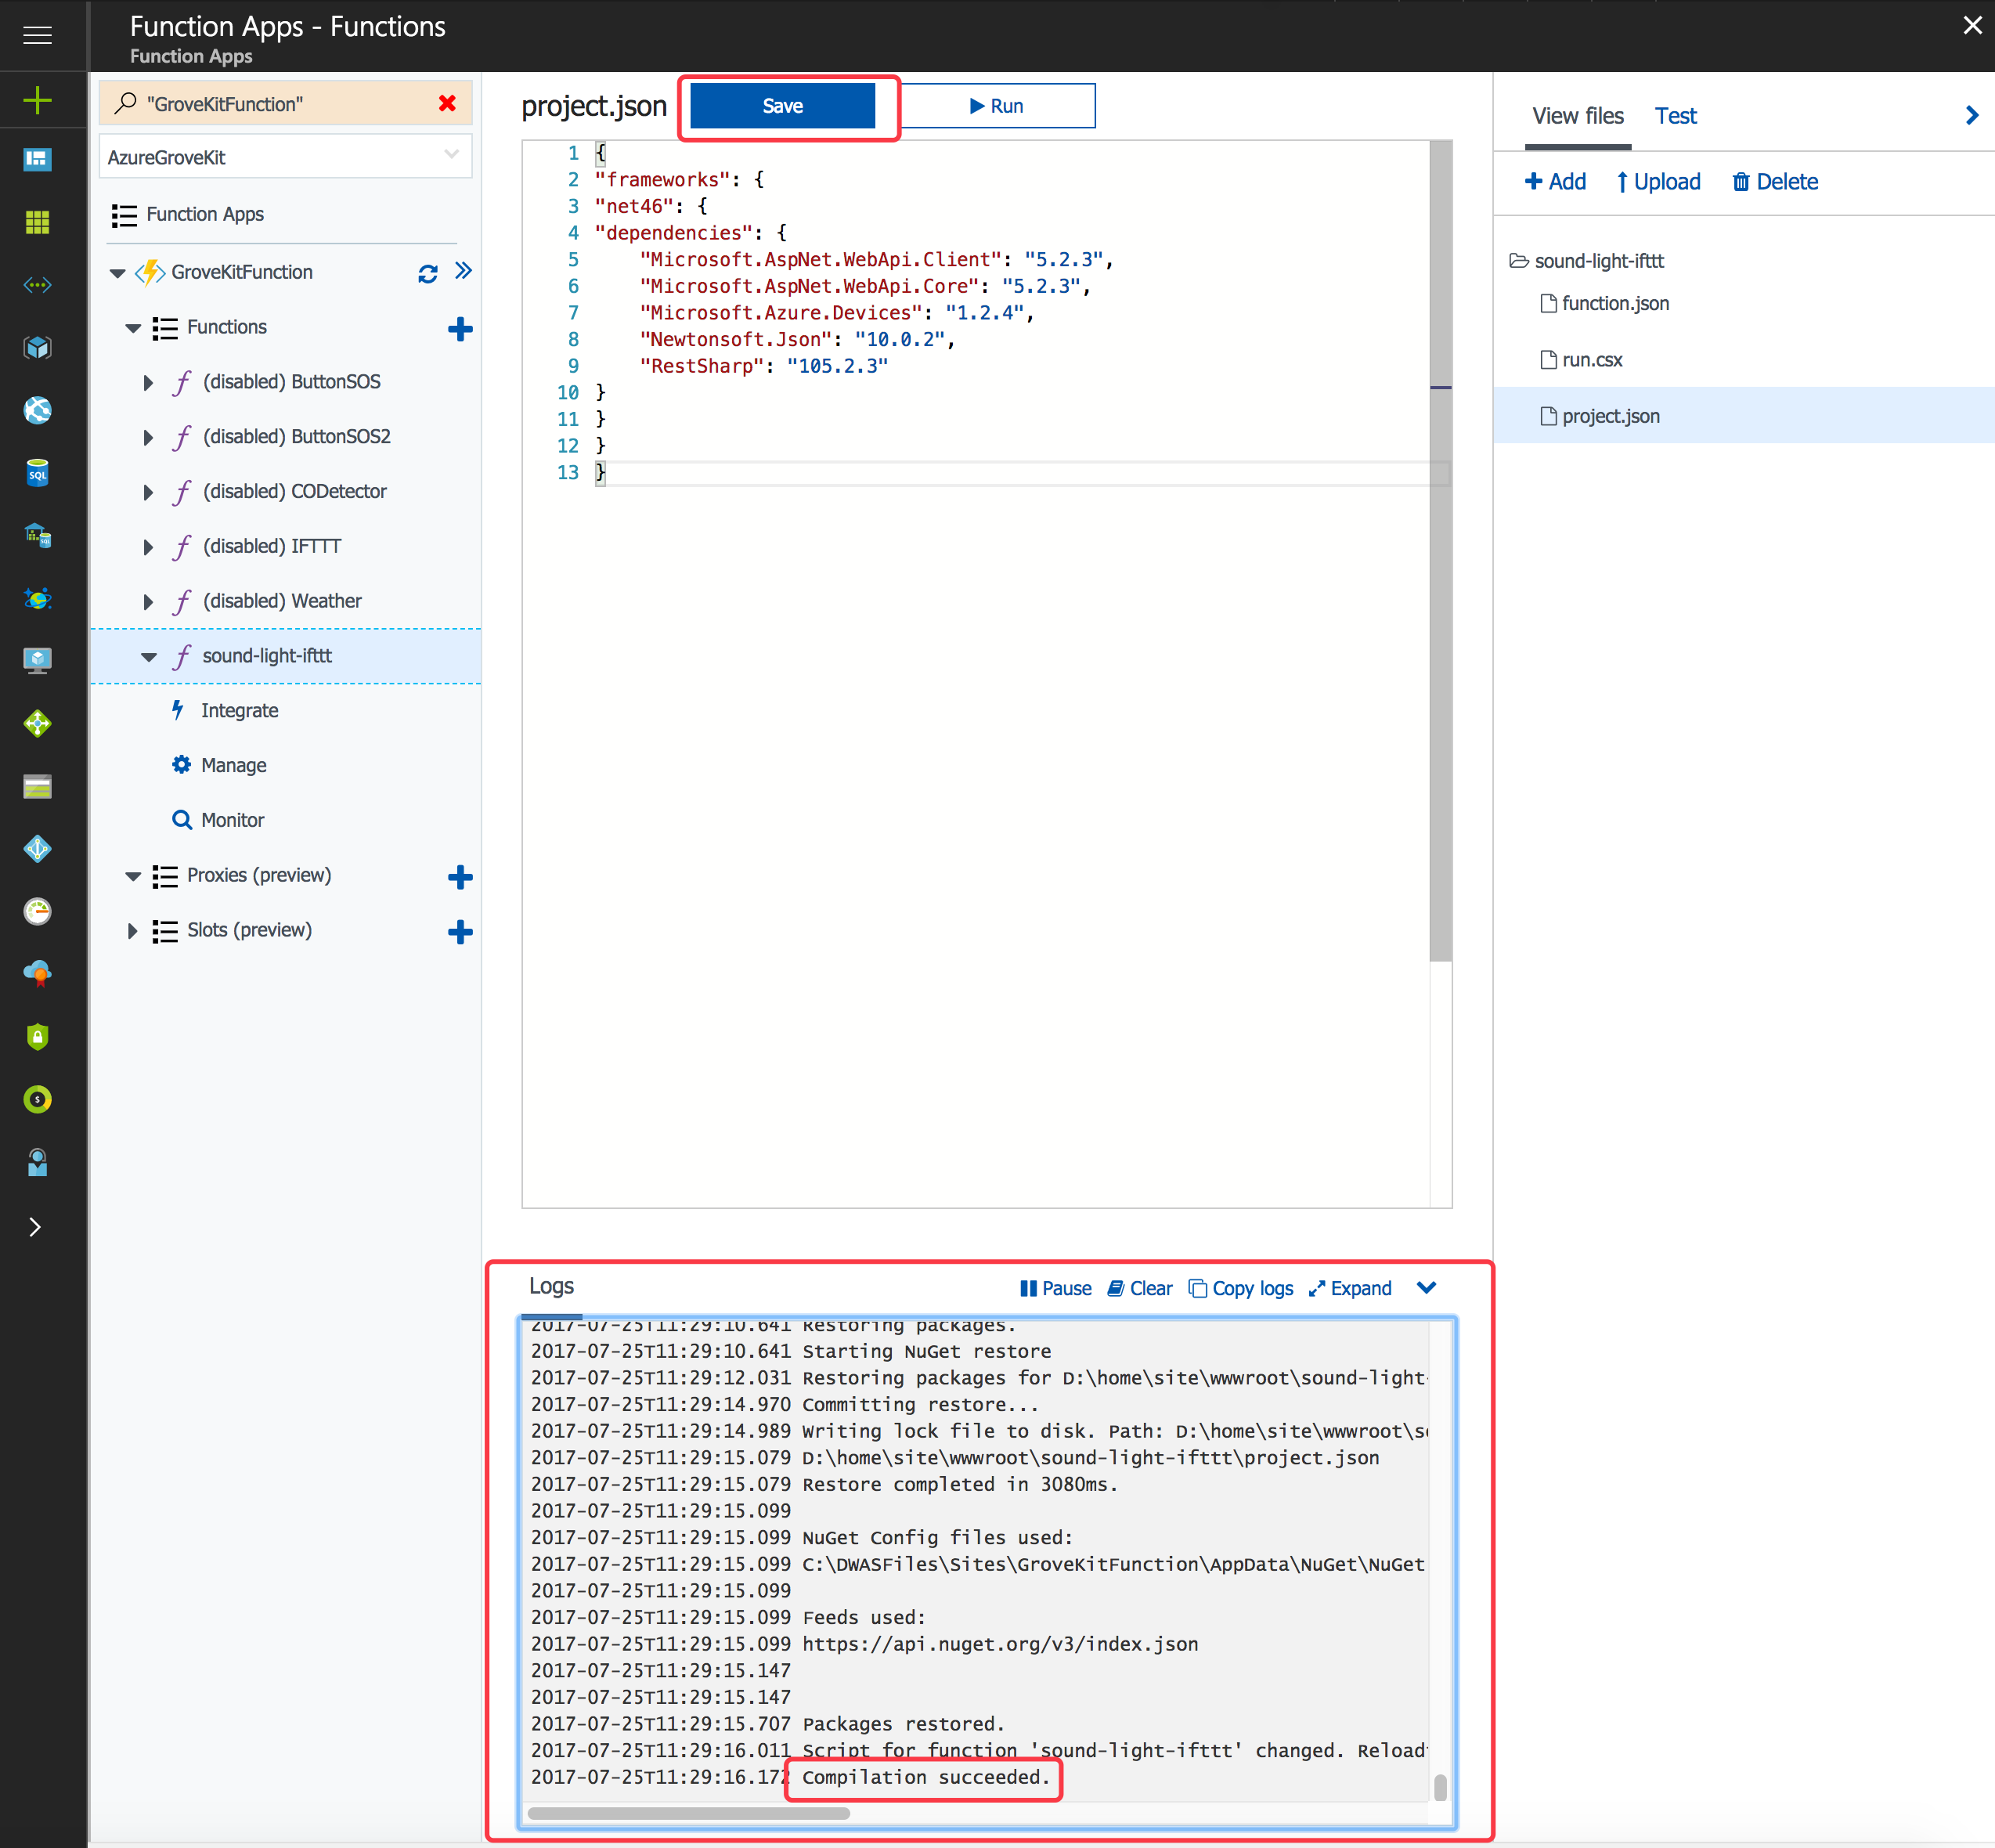 Function Apps - Functions
Function Apps
"GroveKitFunction"
AzureGroveKit
Function Apps
GroveKitFunction
Functions
(disabled) ButtonSOS
(disabled) ButtonSOS2
(disabled) CODetector
(disabled) IFTTT
(disabled) Weather
sound-light-ifttt
Integrate
Manage
Monitor
Proxies (preview)
Slots (preview)
SQL
project.json
Save
Run
1 {
2 "frameworks": {
3 "net46": {
4 "dependencies": {
5 "Microsoft.AspNet.WebApi.Client": "5.2.3",
6 "Microsoft.AspNet.WebApi.Core": "5.2.3",
7 "Microsoft.Azure.Devices": "1.2.4",
8 "Newtonsoft.Json": "10.0.2",
9 "RestSharp": "105.2.3"
10 }
11 }
12 }
13 }
Logs
Pause Clear Copy logs Expand
2017-07-25T11:29:10.641 Restoring packages.
2017-07-25T11:29:10.641 Starting NuGet restore
2017-07-25T11:29:12.031 Restoring packages for D:\home\site\wwwroot\sound-light-
2017-07-25T11:29:14.970 Committing restore...
2017-07-25T11:29:14.989 Writing lock file to disk. Path: D:\home\site\wwwroot\s
2017-07-25T11:29:15.079 D:\home\site\wwwroot\sound-light-ifttt\project.json
2017-07-25T11:29:15.079 Restore completed in 3080ms.
2017-07-25T11:29:15.099
2017-07-25T11:29:15.099 NuGet Config files used:
2017-07-25T11:29:15.099 C:\DWASFiles\Sites\GroveKitFunction\AppData\NuGet\NuGet
2017-07-25T11:29:15.099
2017-07-25T11:29:15.099 Feeds used:
2017-07-25T11:29:15.099 https://api.nuget.org/v3/index.json
2017-07-25T11:29:15.147
2017-07-25T11:29:15.147
2017-07-25T11:29:15.707 Packages restored.
2017-07-25T11:29:16.011 Script for function 'sound-light-ifttt' changed. Reload
2017-07-25T11:29:16.172 Compilation succeeded.
View files Test
Add Upload Delete
sound-light-ifttt
function.json
run.csx
project.json